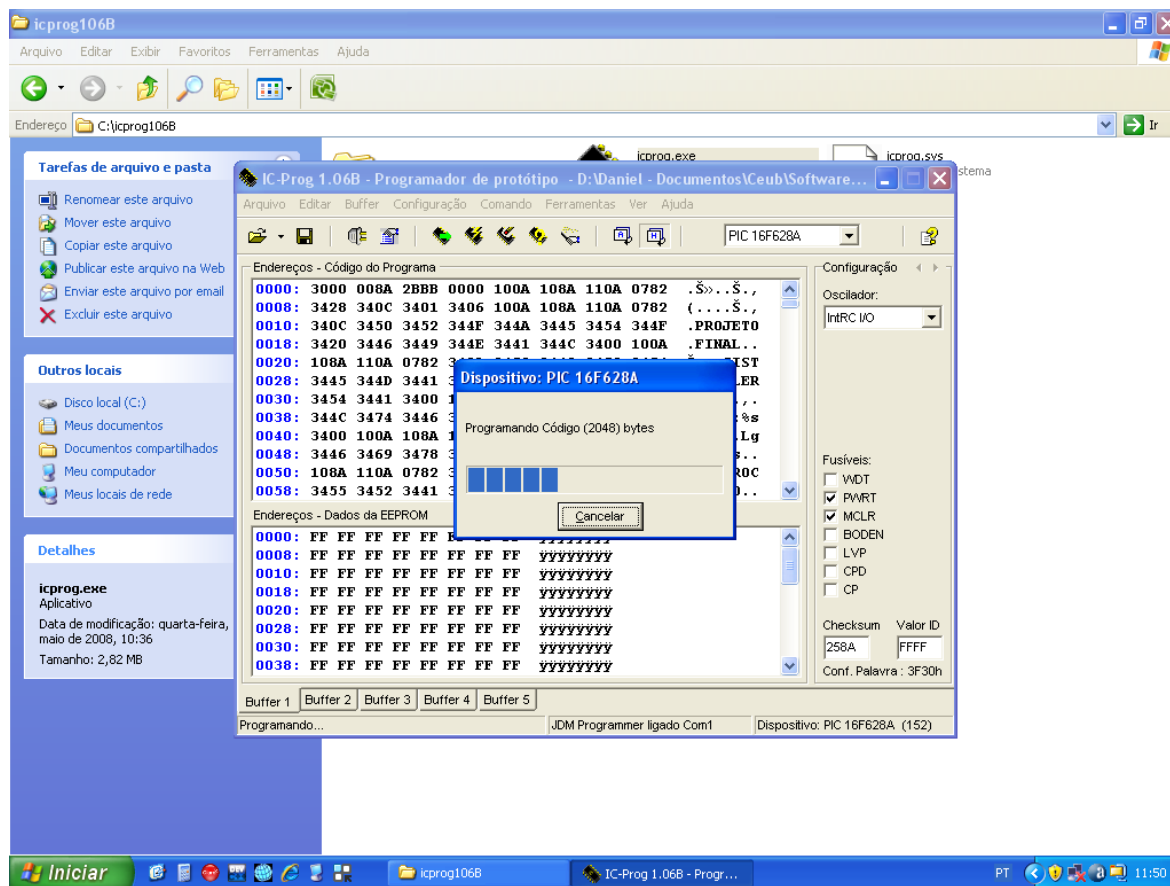 icprog106B
Arquivo Editar Exibir Favoritos Ferramentas Ajuda
Endereço C:\icprog106B Ir
Tarefas de arquivo e pasta
Renomear este arquivo
Mover este arquivo
Copiar este arquivo
Publicar este arquivo na Web
Enviar este arquivo por email
Excluir este arquivo
Outros locais
Disco local (C:)
Meus documentos
Documentos compartilhados
Meu computador
Meus locais de rede
Detalhes
icprog.exe
Aplicativo
Data de modificação: quarta-feira,
maio de 2008, 10:36
Tamanho: 2,82 MB
icprog.exe
icprog.sys
stema
IC-Prog 1.06B - Programador de protótipo - D:\Daniel - Documentos\Ceub\Software...
Arquivo Editar Buffer Configuração Comando Ferramentas Ver Ajuda
PIC 16F628A
Endereços - Código do Programa
0000: 3000 008A 2BBB 0000 100A 108A 110A 0782 .Š»..Š.,
0008: 3428 340C 3401 3406 100A 108A 110A 0782 (....Š.,
0010: 340C 3450 3452 344F 344A 3445 3454 344F .PROJETO
0018: 3420 3446 3449 344E 3441 344C 3400 100A .FINAL..
0020: 108A 110A 0782 IST
0028: 3445 344D 3441 LER
0030: 3454 3441 3400 .,.
0038: 344C 3474 3446 :%s
0040: 3400 100A 108A .Lg
0048: 3446 3469 3478 s..
0050: 108A 110A 0782 ROC
0058: 3455 3452 3441 ..
Dispositivo: PIC 16F628A
Programando Código (2048) bytes
Cancelar
Endereços - Dados da EEPROM
0000: FF FF FF FF FF FF FF FF ÿÿÿÿÿÿÿÿ
0008: FF FF FF FF FF FF FF FF ÿÿÿÿÿÿÿÿ
0010: FF FF FF FF FF FF FF FF ÿÿÿÿÿÿÿÿ
0018: FF FF FF FF FF FF FF FF ÿÿÿÿÿÿÿÿ
0020: FF FF FF FF FF FF FF FF ÿÿÿÿÿÿÿÿ
0028: FF FF FF FF FF FF FF FF ÿÿÿÿÿÿÿÿ
0030: FF FF FF FF FF FF FF FF ÿÿÿÿÿÿÿÿ
0038: FF FF FF FF FF FF FF FF ÿÿÿÿÿÿÿÿ
Configuração
Oscilador:
IntRC I/O
Fusíveis:
WDT
PWRT
MCLR
BODEN
LVP
CPD
CP
Checksum Valor ID
258A FFFF
Conf. Palavra : 3F30h
Buffer 1 Buffer 2 Buffer 3 Buffer 4 Buffer 5
Programando... JDM Programmer ligado Com1 Dispositivo: PIC 16F628A (152)
Iniciar icprog106B IC-Prog 1.06B - Progr... PT 11:50